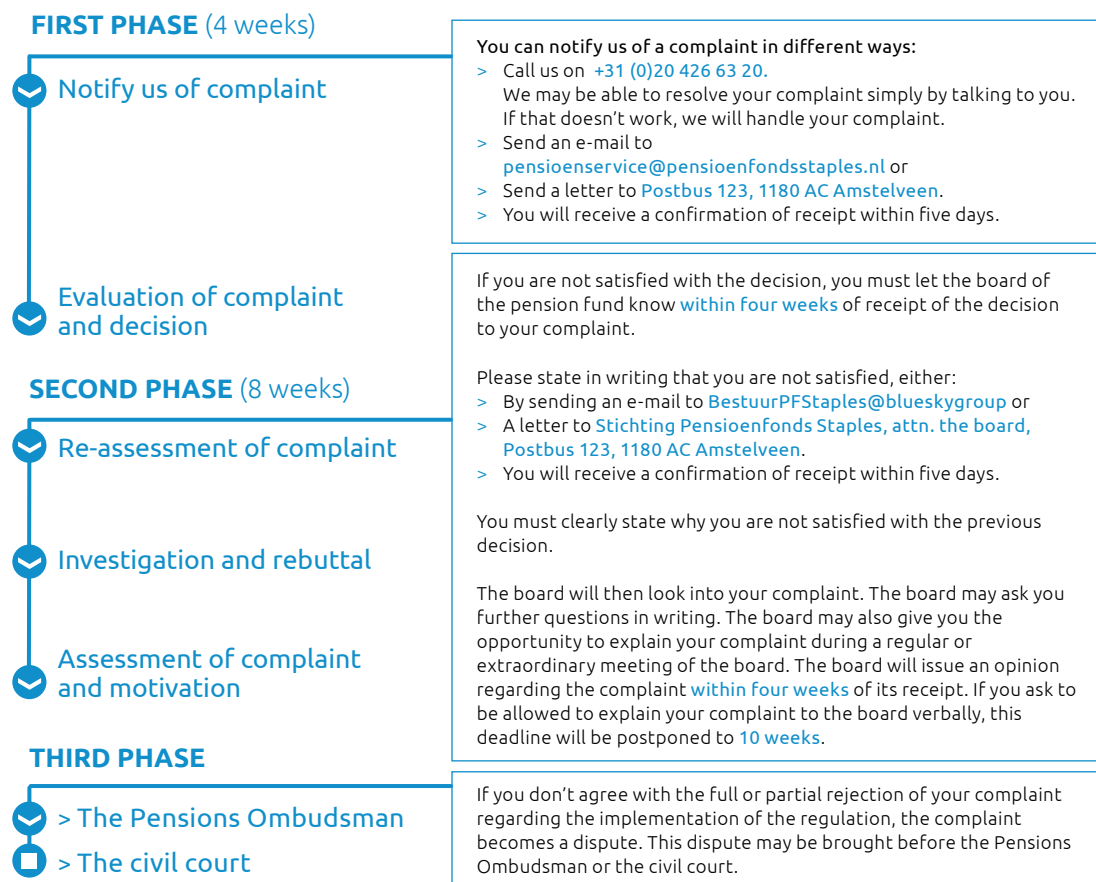 FIRST PHASE (4 weeks)
Notify us of complaint
You can notify us of a complaint in different ways:
> Call us on +31 (0)20 426 63 20.
We may be able to resolve your complaint simply by talking to you.
If that doesn't work, we will handle your complaint.
> Send an e-mail to
pensioenservice@pensioenfondsstaples.nl or
> Send a letter to Postbus 123, 1180 AC Amstelveen.
> You will receive a confirmation of receipt within five days.
Evaluation of complaint
and decision
SECOND PHASE (8 weeks)
Re-assessment of complaint
Investigation and rebuttal
Assessment of complaint
and motivation
If you are not satisfied with the decision, you must let the board of
the pension fund know within four weeks of receipt of the decision
to your complaint.
Please state in writing that you are not satisfied, either:
> By sending an e-mail to BestuurPFStaples@blueskygroup or
> A letter to Stichting Pensioenfonds Staples, attn. the board,
Postbus 123, 1180 AC Amstelveen.
> You will receive a confirmation of receipt within five days.
You must clearly state why you are not satisfied with the previous
decision.
The board will then look into your complaint. The board may ask you
further questions in writing. The board may also give you the
opportunity to explain your complaint during a regular or
extraordinary meeting of the board. The board will issue an opinion
regarding the complaint within four weeks of its receipt. If you ask to
be allowed to explain your complaint to the board verbally, this
deadline will be postponed to 10 weeks.
THIRD PHASE
> The Pensions Ombudsman
> The civil court
If you don't agree with the full or partial rejection of your complaint
regarding the implementation of the regulation, the complaint
becomes a dispute. This dispute may be brought before the Pensions
Ombudsman or the civil court.